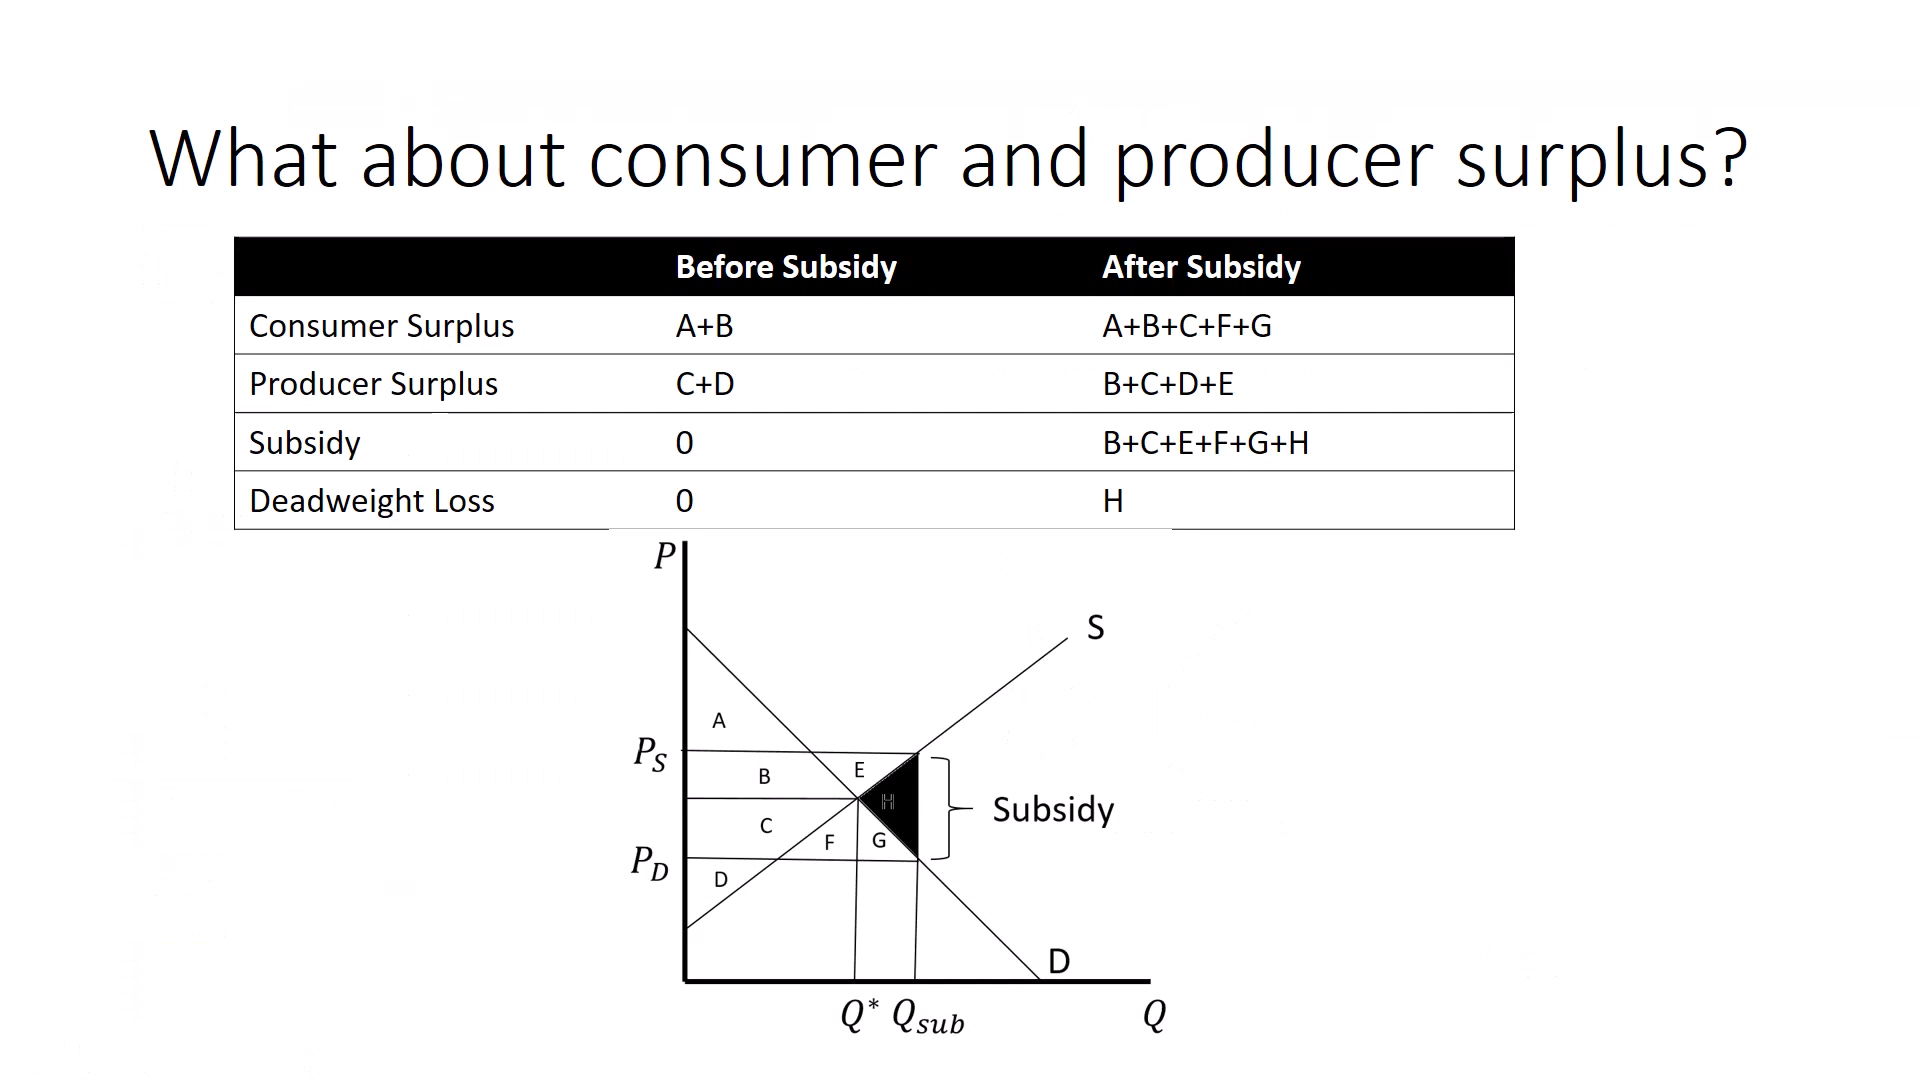 What about consumer and producer surplus?
Before Subsidy After Subsidy
Consumer Surplus A+B A+B+C+F+G
Producer Surplus C+D B+C+D+E
Subsidy 0 B+C+E+F+G+H
Deadweight Loss 0 H
P
S
A
P_S
B E
H
Subsidy
C
F G
P_D
D
D
Q* Q_sub Q